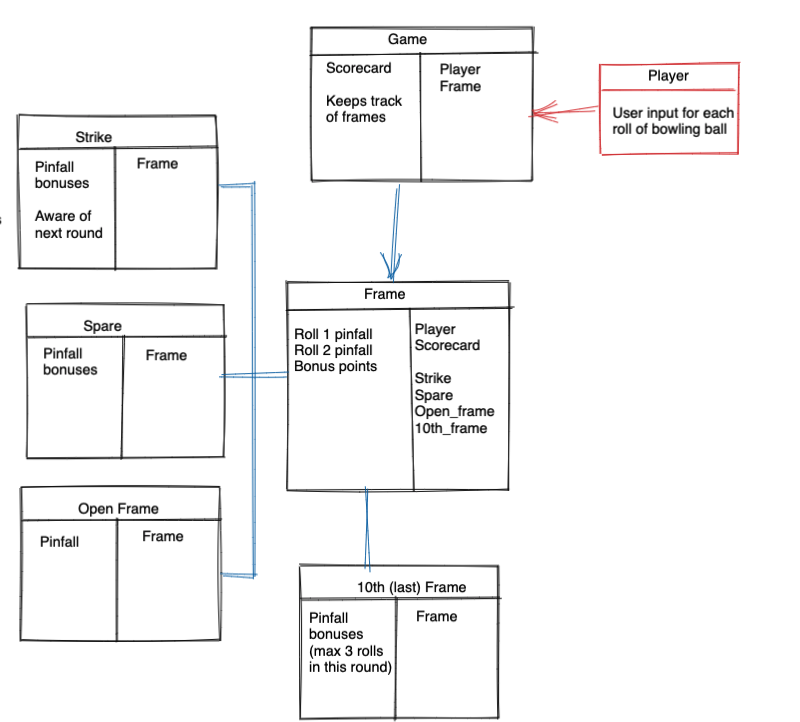 Game
Scorecard
Keeps track
of frames
Player
Frame
Player
User input for each
roll of bowling ball
Strike
Pinfall
bonuses
Aware of
next round
Frame
Spare
Pinfall
bonuses
Frame
Open Frame
Pinfall
Frame
Frame
Roll 1 pinfall
Roll 2 pinfall
Bonus points
Player
Scorecard
Strike
Spare
Open_frame
10th_frame
10th (last) Frame
Pinfall
bonuses
(max 3 rolls
in this round)
Frame